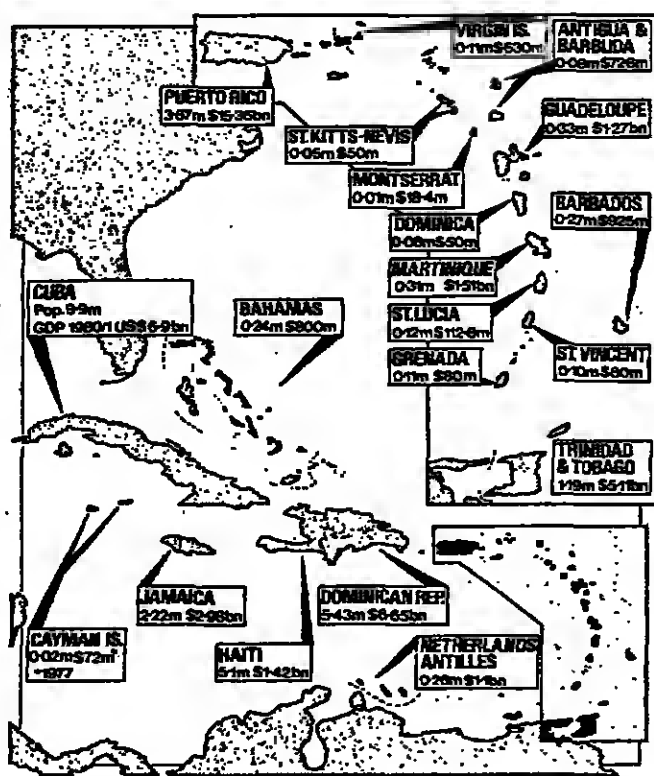 VIRGIN IS.
0·11m $530m
ANTIGUA &
BARBUDA
0·08m $726m
PUERTO RICO
3·67m $15·36bn
ST.KITTS-NEVIS
0·05m $50m
GUADELOUPE
0·33m $1·27bn
MONTSERRAT
0·01m $18·4m
DOMINICA
0·08m $50m
BARBADOS
0·27m $825m
MARTINIQUE
0·31m $1·51bn
CUBA
Pop. 9·9m
GDP 1980/1 US$6·9bn
BAHAMAS
0·24m $800m
ST.LUCIA
0·12m $112·6m
GRENADA
0·11m $80m
ST.VINCENT
0·10m $60m
TRINIDAD
& TOBAGO
1·19m $5·11bn
JAMAICA
2·22m $2·98bn
DOMINICAN REP.
5·43m $6·65bn
CAYMAN IS.
0·02m $72m*
*1977
HAITI
5·1m $1·42bn
NETHERLANDS
ANTILLES
0·26m $1·1bn